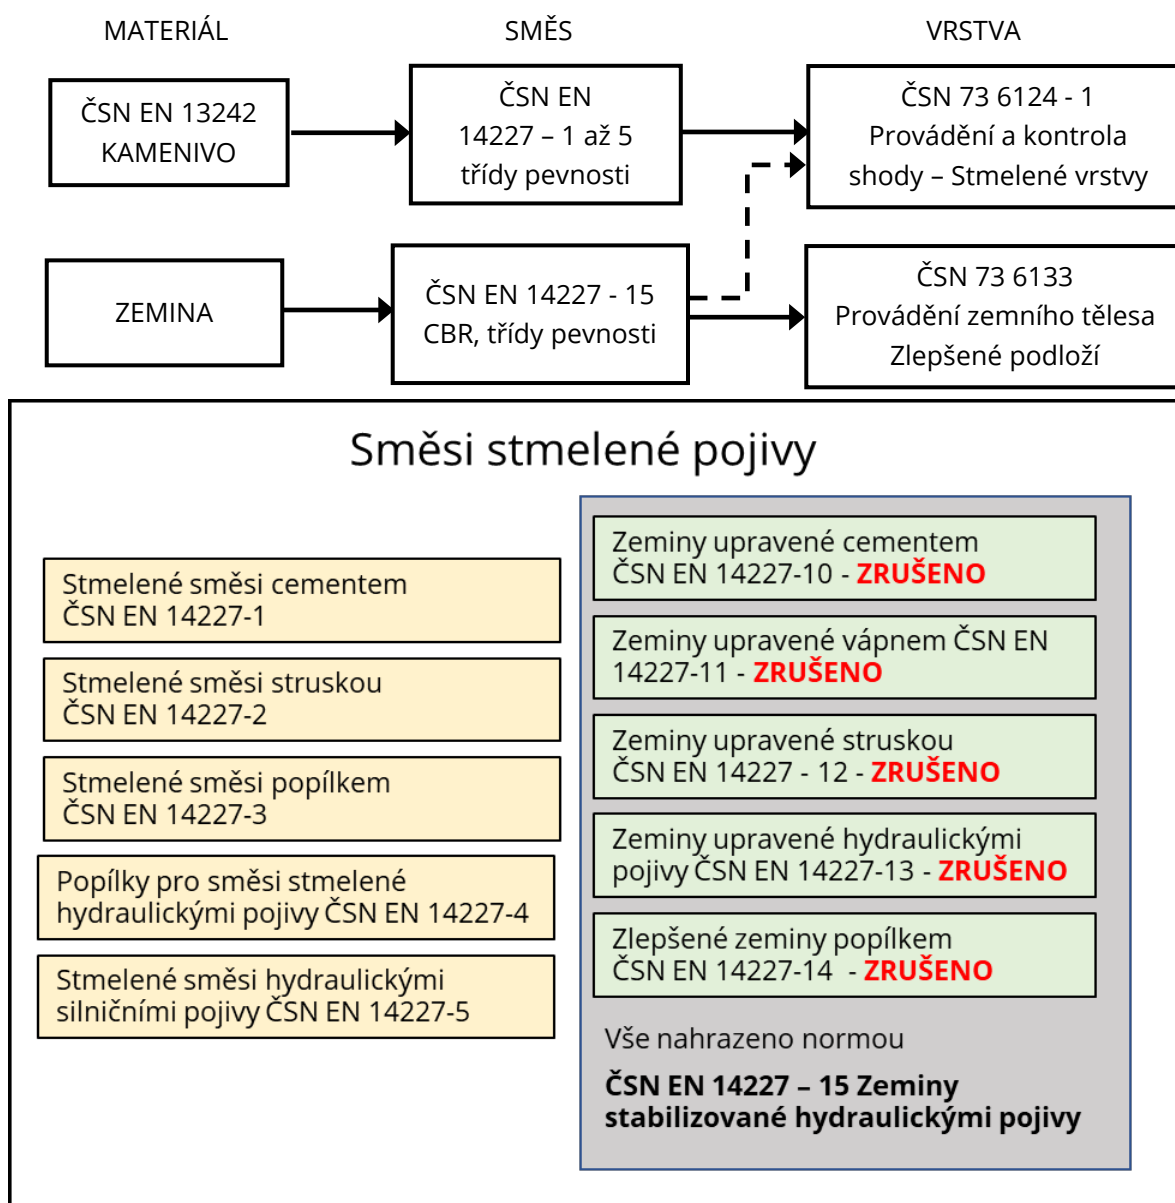 MATERIÁL
SMĚS
VRSTVA
ČSN EN 13242
KAMENIVO
ČSN EN
14227 – 1 až 5
třídy pevnosti
ČSN 73 6124 - 1
Provádění a kontrola
shody – Stmelené vrstvy
ZEMINA
ČSN EN 14227 - 15
CBR, třídy pevnosti
ČSN 73 6133
Provádění zemního tělesa
Zlepšené podloží
Směsi stmelené pojivy
Stmelené směsi cementem
ČSN EN 14227-1
Stmelené směsi struskou
ČSN EN 14227-2
Stmelené směsi popílkem
ČSN EN 14227-3
Popílky pro směsi stmelené
hydraulickými pojivy ČSN EN 14227-4
Stmelené směsi hydraulickými
silničními pojivy ČSN EN 14227-5
Zeminy upravené cementem
ČSN EN 14227-10 - ZRUŠENO
Zeminy upravené vápnem ČSN EN
14227-11 - ZRUŠENO
Zeminy upravené struskou
ČSN EN 14227 - 12 - ZRUŠENO
Zeminy upravené hydraulickými
pojivy ČSN EN 14227-13 - ZRUŠENO
Zlepšené zeminy popílkem
ČSN EN 14227-14 - ZRUŠENO
Vše nahrazeno normou
ČSN EN 14227 – 15 Zeminy
stabilizované hydraulickými pojivy